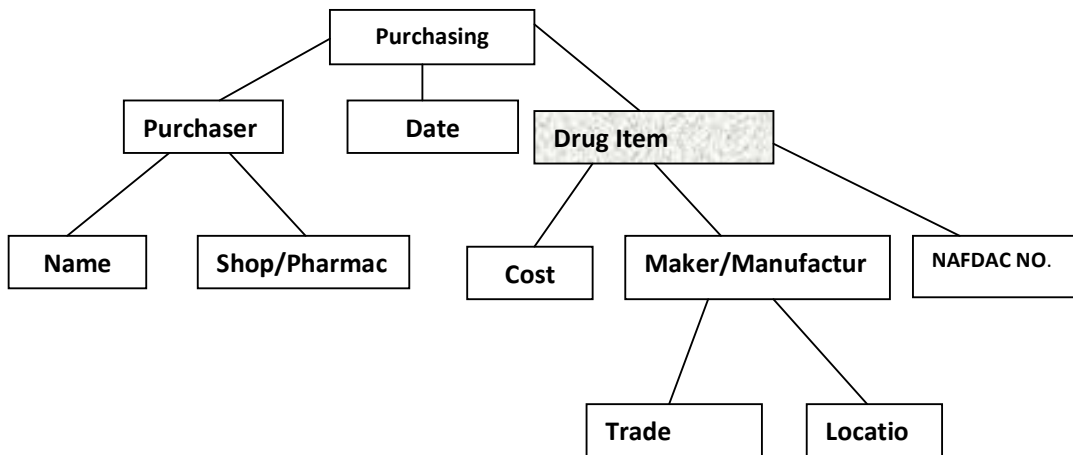 Purchasing
Purchaser
Date
Drug Item
Name
Shop/Pharmac
Cost
Maker/Manufactur
NAFDAC NO.
Trade
Locatio